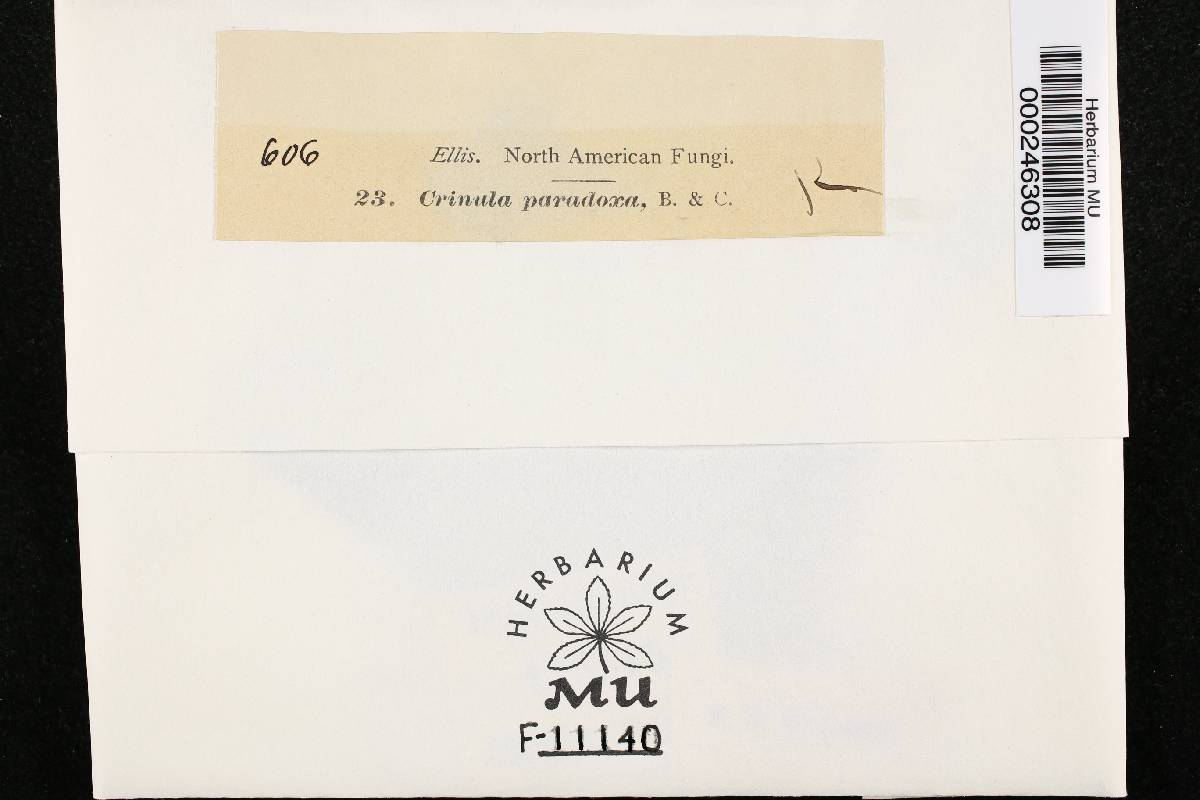 606
Ellis. North American Fungi.
23. Crinula paradoxa, B. & C.
Herbarium MU
000246308
HERBARIUM
MU
F-11140